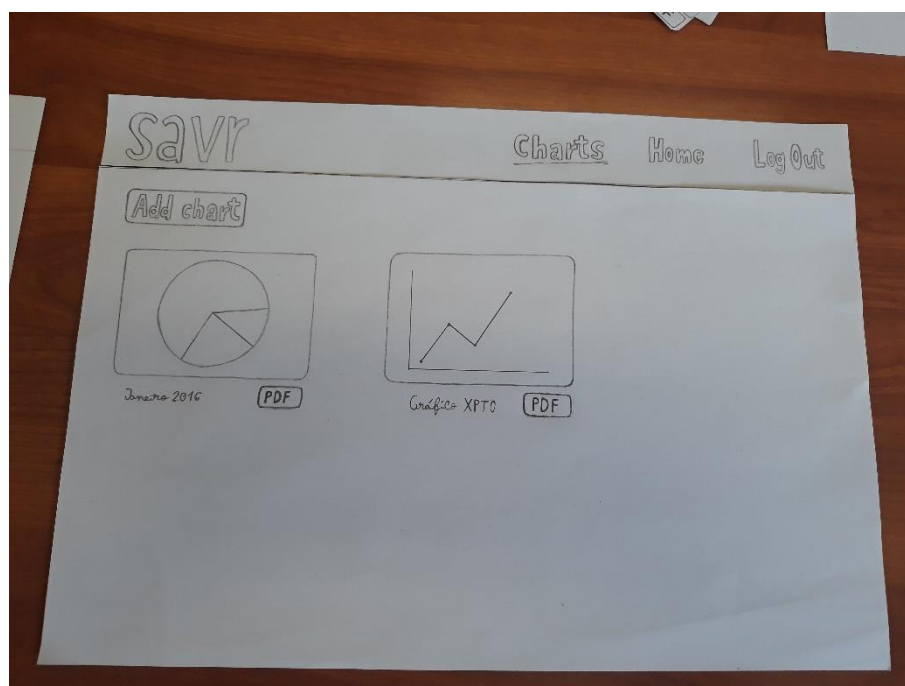 savr
Charts Home Log Out
Add chart
Janeiro 2016 PDF
Gráfico XPTO PDF